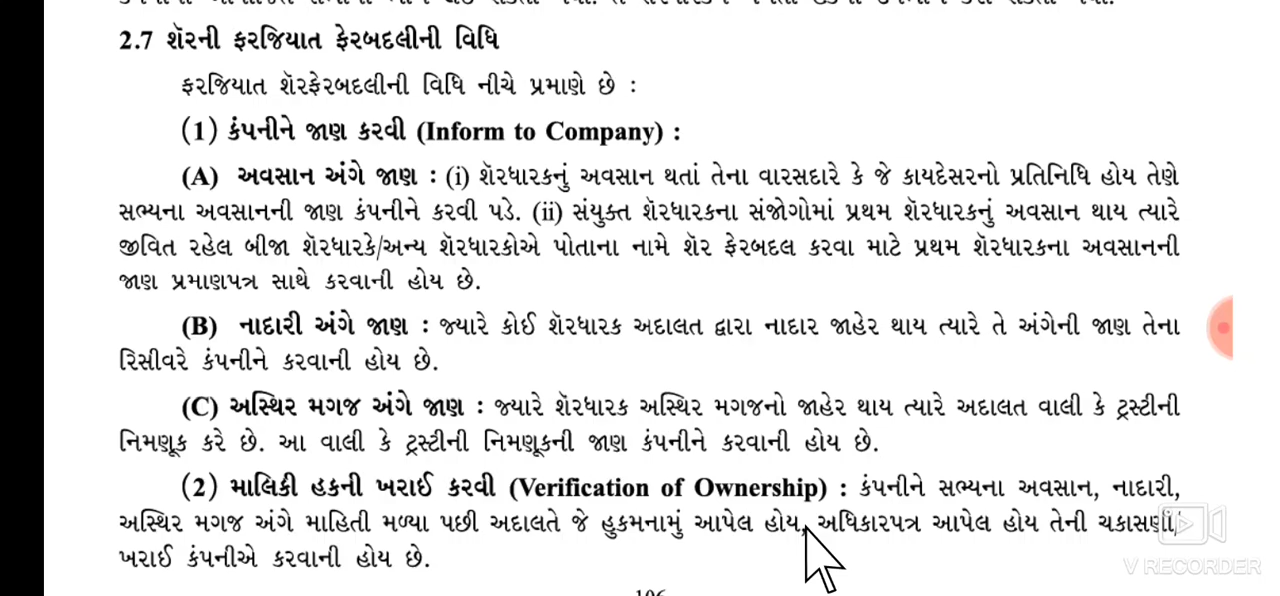 2.7 શૅરની ફરજિયાત ફેરબદલીની વિધિ
ફરજિયાત શૅરફેરબદલીની વિધિ નીચે પ્રમાણે છે :
(1) કંપનીને જાણ કરવી (Inform to Company) :
(A) અવસાન અંગે જાણ : (i) શૅરધારકનું અવસાન થતાં તેના વારસદારે કે જે કાયદેસરનો પ્રતિનિધિ હોય તેણે
સભ્યના અવસાનની જાણ કંપનીને કરવી પડે. (ii) સંયુક્ત શૅરધારકના સંજોગોમાં પ્રથમ શૅરધારકનું અવસાન થાય ત્યારે
જીવિત રહેલ બીજા શૅરધારકે/અન્ય શૅરધારકોએ પોતાના નામે શૅર ફેરબદલ કરવા માટે પ્રથમ શૅરધારકના અવસાનની
જાણ પ્રમાણપત્ર સાથે કરવાની હોય છે.
(B) નાદારી અંગે જાણ : જ્યારે કોઈ શૅરધારક અદાલત દ્વારા નાદાર જાહેર થાય ત્યારે તે અંગેની જાણ તેના
રિસીવરે કંપનીને કરવાની હોય છે.
(C) અસ્થિર મગજ અંગે જાણ : જ્યારે શૅરધારક અસ્થિર મગજનો જાહેર થાય ત્યારે અદાલત વાલી કે ટ્રસ્ટીની
નિમણૂક કરે છે. આ વાલી કે ટ્રસ્ટીની નિમણૂકની જાણ કંપનીને કરવાની હોય છે.
(2) માલિકી હકની ખરાઈ કરવી (Verification of Ownership) : કંપનીને સભ્યના અવસાન, નાદારી,
અસ્થિર મગજ અંગે માહિતી મળ્યા પછી અદાલતે જે હુકમનામું આપેલ હોય, અધિકારપત્ર આપેલ હોય તેની ચકાસણી/
ખરાઈ કંપનીએ કરવાની હોય છે.
V RECORDER